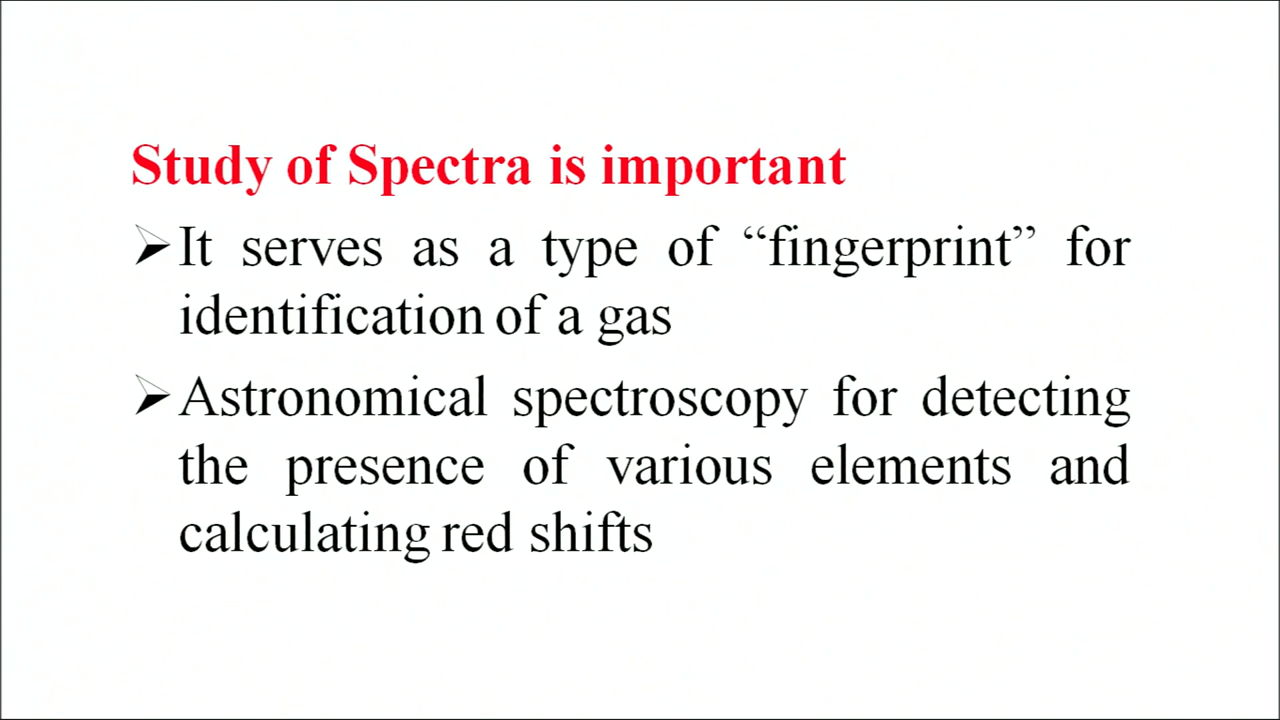 Study of Spectra is important
➢It serves as a type of “fingerprint” for
identification of a gas
➢Astronomical spectroscopy for detecting
the presence of various elements and
calculating red shifts